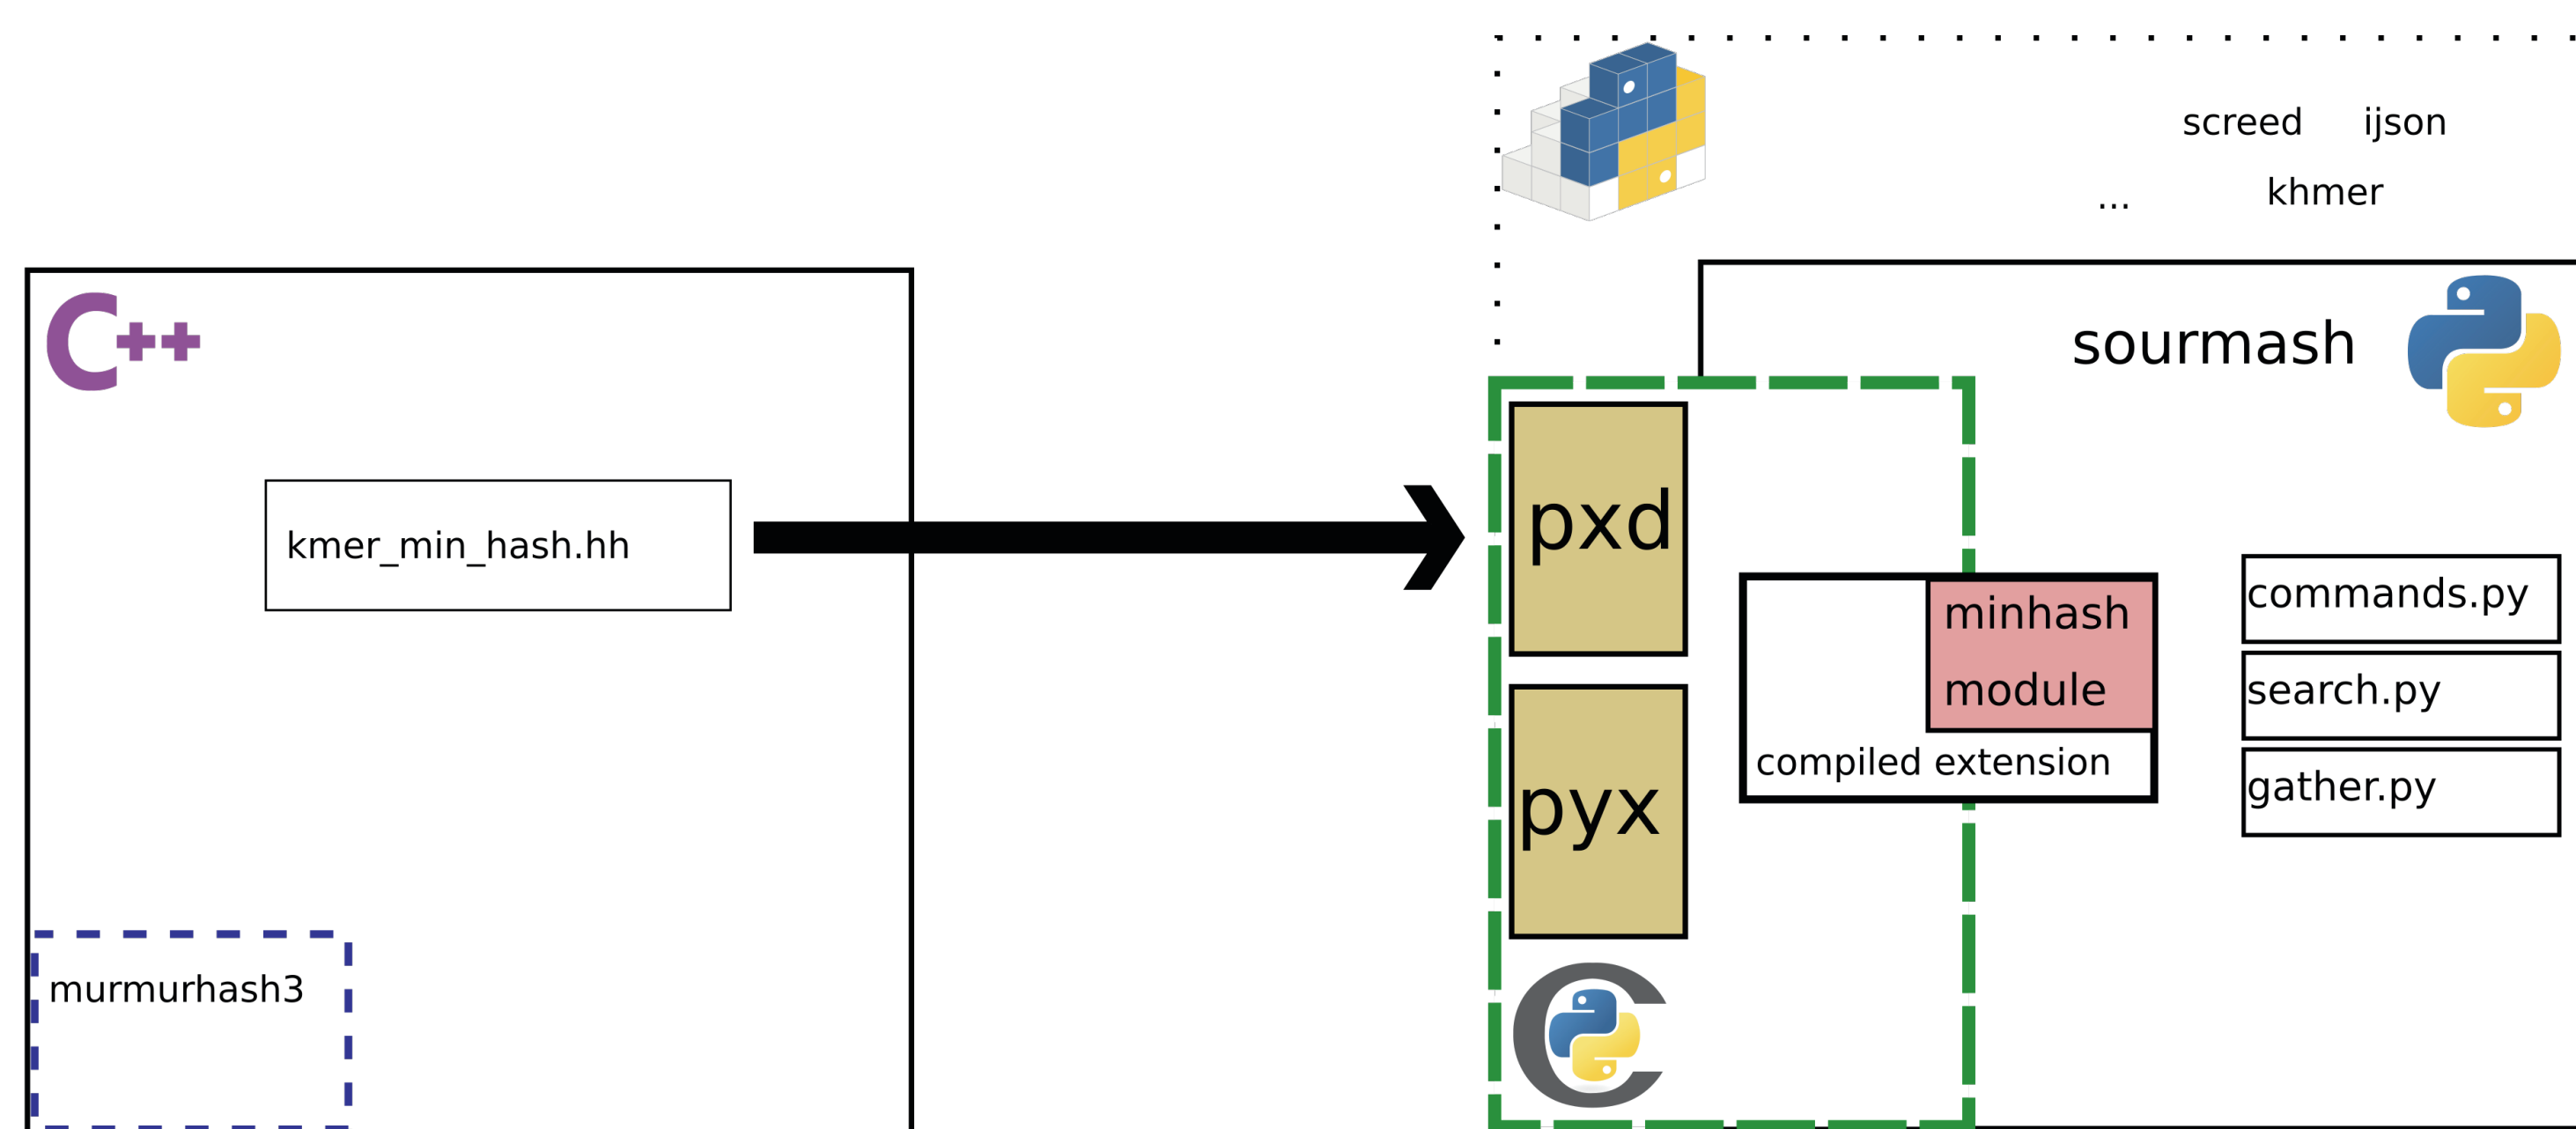 screed ijson
... khmer
C++
sourmash
kmer_min_hash.hh
pxd
minhash
module
compiled extension
pyx
commands.py
search.py
gather.py
murmurhash3
C